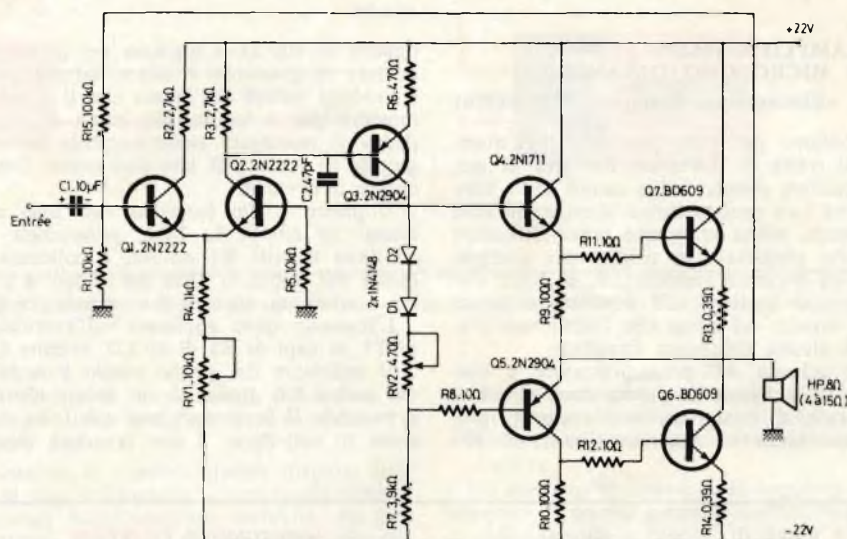 AMPLI
MICRO
+22V
R15.100kΩ
R2.2,7kΩ
R3.2,7kΩ
R6.470Ω
C1.10µF
+ -
Entrée
Q1.2N2222
Q2.2N2222
C2.47pF
Q3.2N2904
Q4.2N1711
Q7.BD609
R11.10Ω
R1.10kΩ
R5.10kΩ
R4.1kΩ
D2
2x1N4148
D1
R9.100Ω
R13.0,39Ω
RV1.10kΩ
RV2.470Ω
R8.10Ω
Q5.2N2904
Q6.BD609
HP.8Ω
(4à15Ω)
R12.10Ω
R7.3,9kΩ
R10.100Ω
R14.0,39Ω
-22V